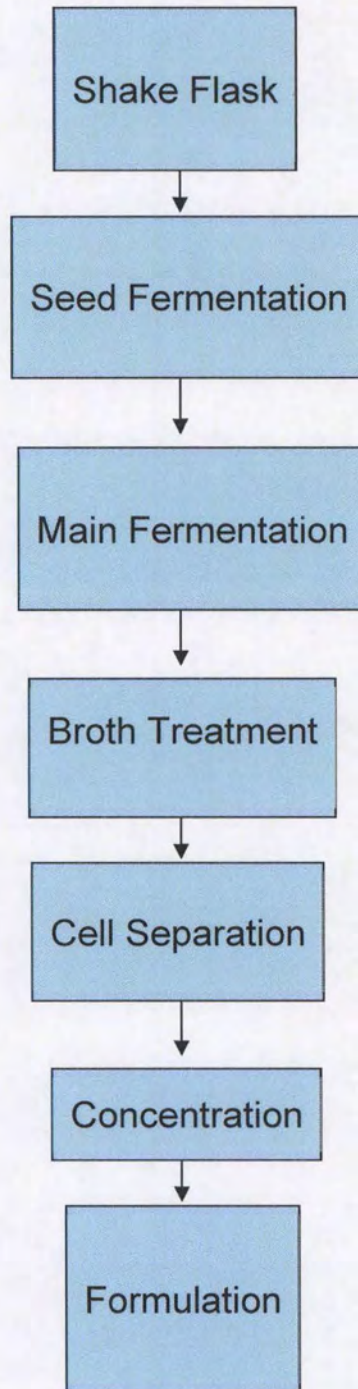 Shake Flask
Seed Fermentation
Main Fermentation
Broth Treatment
Cell Separation
Concentration
Formulation